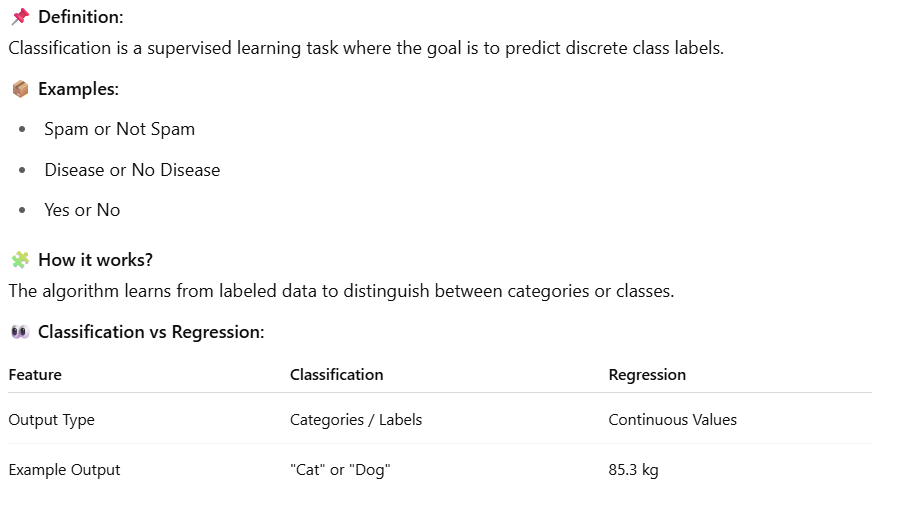 📌 Definition:
Classification is a supervised learning task where the goal is to predict discrete class labels.
📦 Examples:
• Spam or Not Spam
• Disease or No Disease
• Yes or No
🧩 How it works?
The algorithm learns from labeled data to distinguish between categories or classes.
👀 Classification vs Regression:
Feature Classification Regression
Output Type Categories / Labels Continuous Values
Example Output "Cat" or "Dog" 85.3 kg